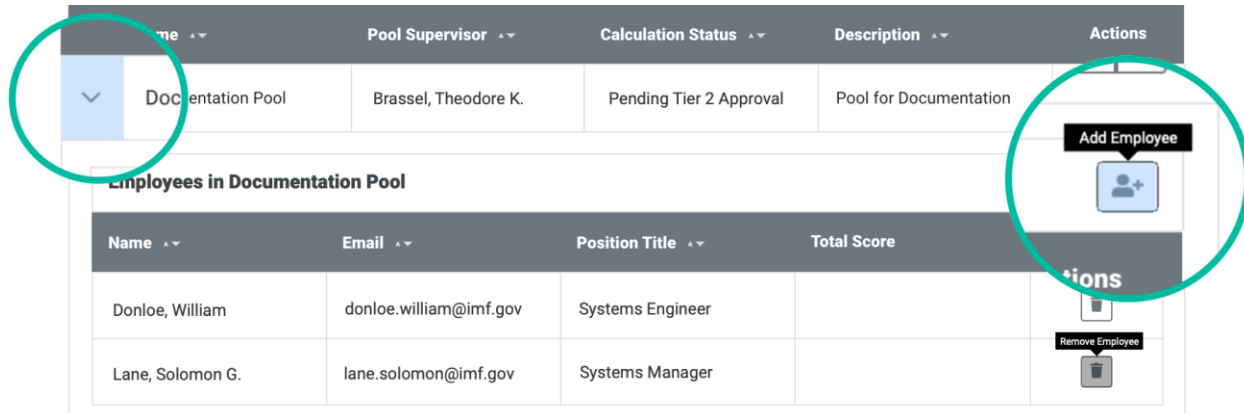 me Pool Supervisor Calculation Status Description Actions
Documentation Pool Brassel, Theodore K. Pending Tier 2 Approval Pool for Documentation
Add Employee
Employees in Documentation Pool
Name Email Position Title Total Score tions
Donloe, William donloe.william@imf.gov Systems Engineer
Remove Employee
Lane, Solomon G. lane.solomon@imf.gov Systems Manager